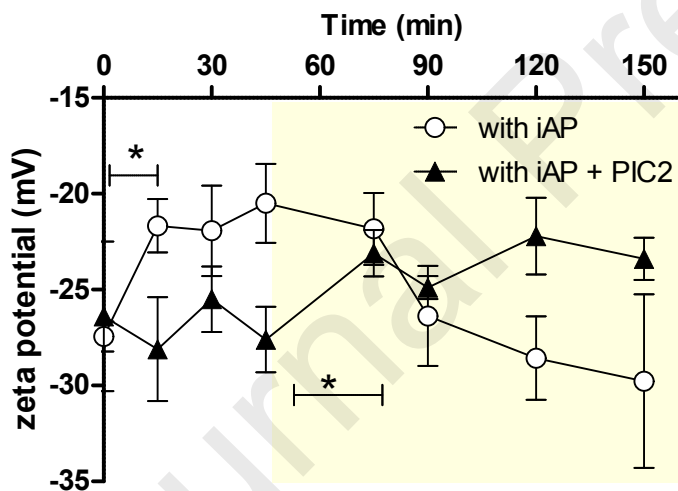 Time (min)
0 30 60 90 120 150
-15
-20
-25
-30
-35
zeta potential (mV)
with iAP
with iAP + PIC2
*
*